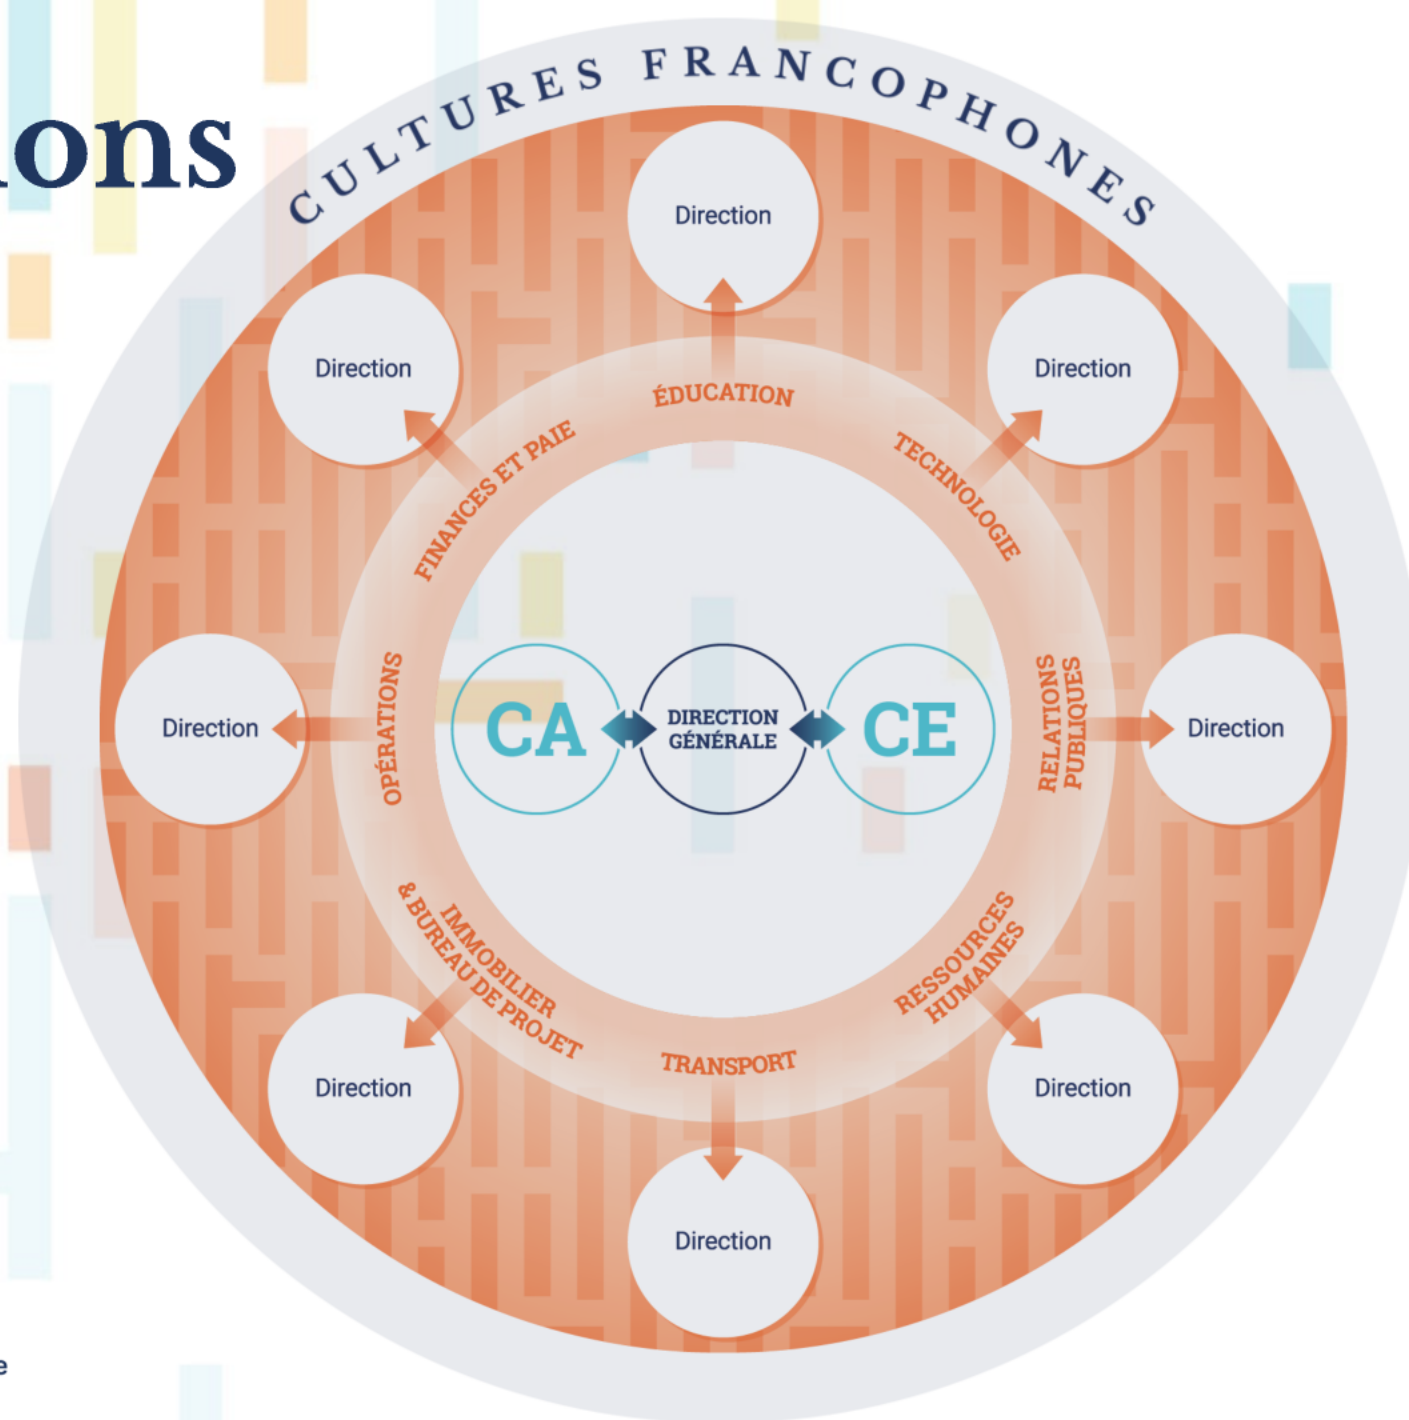 CULTURES FRANCOPHONES
Direction
Direction
Direction
ÉDUCATION
FINANCES ET PAIE
TECHNOLOGIE
Direction
OPÉRATIONS
CA
DIRECTION
GÉNÉRALE
CE
RELATIONS
PUBLIQUES
Direction
IMMOBILIER
& BUREAU DE PROJET
RESSOURCES
HUMAINES
TRANSPORT
Direction
Direction
Direction